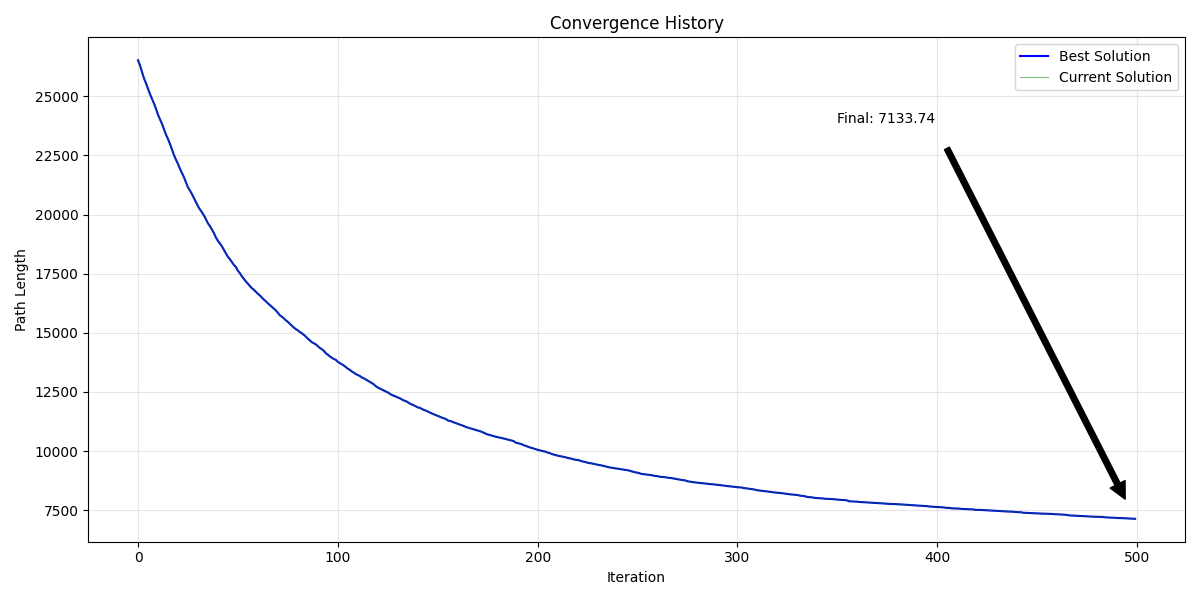 Convergence History
Best Solution
Current Solution
Final: 7133.74
Path Length
25000
22500
20000
17500
15000
12500
10000
7500
0 100 200 300 400 500
Iteration